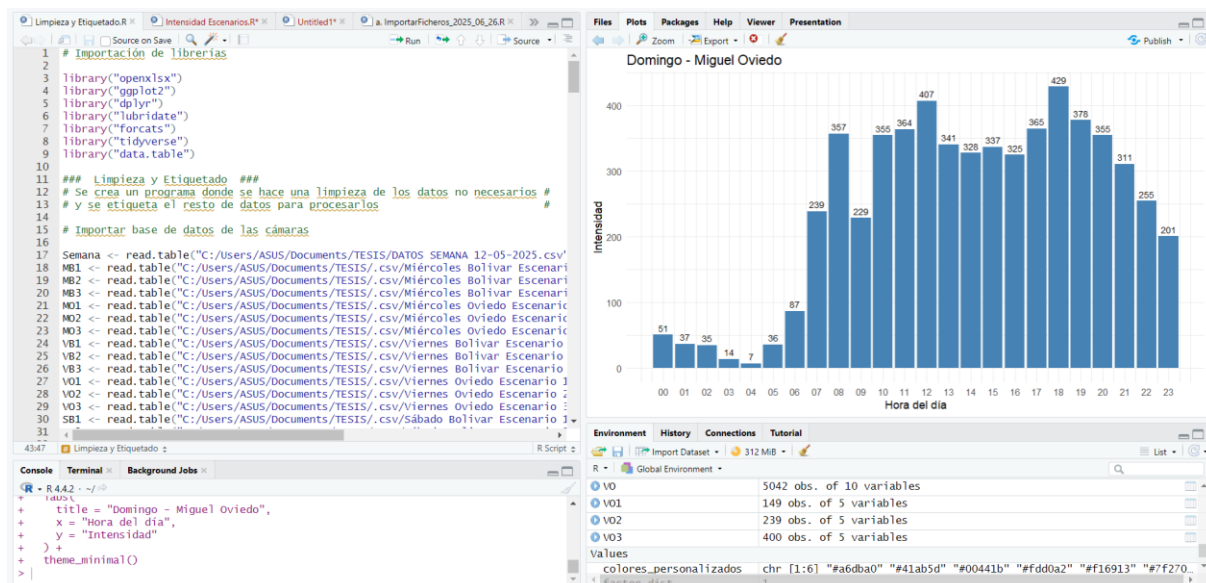 Limpieza y Etiquetado.R
Intensidad Escenarios.R*
Untitled1*
a. ImportarFicheros_2025_06_26.R
Source on Save
Run
Source
1 # Importación de librerías
2
3 library("openxlsx")
4 library("ggplot2")
5 library("dplyr")
6 library("lubridate")
7 library("forcats")
8 library("tidyverse")
9 library("data.table")
10
11 ### Limpieza y Etiquetado ###
12 # Se crea un programa donde se hace una limpieza de los datos no necesarios #
13 # y se etiqueta el resto de datos para procesarlos #
14
15 # Importar base de datos de las cámaras
16
17 Semana <- read.table("C:/Users/ASUS/Documents/TESIS/DATOS SEMANA 12-05-2025.csv"
18 MB1 <- read.table("C:/Users/ASUS/Documents/TESIS/.csv/Miércoles Bolivar Escenari
19 MB2 <- read.table("C:/Users/ASUS/Documents/TESIS/.csv/Miércoles Bolivar Escenari
20 MB3 <- read.table("C:/Users/ASUS/Documents/TESIS/.csv/Miércoles Bolivar Escenari
21 MO1 <- read.table("C:/Users/ASUS/Documents/TESIS/.csv/Miércoles Oviedo Escenario
22 MO2 <- read.table("C:/Users/ASUS/Documents/TESIS/.csv/Miércoles Oviedo Escenario
23 MO3 <- read.table("C:/Users/ASUS/Documents/TESIS/.csv/Miércoles Oviedo Escenario
24 VB1 <- read.table("C:/Users/ASUS/Documents/TESIS/.csv/Viernes Bolivar Escenario
25 VB2 <- read.table("C:/Users/ASUS/Documents/TESIS/.csv/Viernes Bolivar Escenario
26 VB3 <- read.table("C:/Users/ASUS/Documents/TESIS/.csv/Viernes Bolivar Escenario
27 VO1 <- read.table("C:/Users/ASUS/Documents/TESIS/.csv/Viernes Oviedo Escenario 1
28 VO2 <- read.table("C:/Users/ASUS/Documents/TESIS/.csv/Viernes Oviedo Escenario 2
29 VO3 <- read.table("C:/Users/ASUS/Documents/TESIS/.csv/Viernes Oviedo Escenario 3
30 SB1 <- read.table("C:/Users/ASUS/Documents/TESIS/.csv/Sábado Bolivar Escenario 1
31
43:47 Limpieza y Etiquetado R Script
Console Terminal Background Jobs
R 4.4.2 · ~/
+ labs(
+ title = "Domingo - Miguel Oviedo",
+ x = "Hora del día",
+ y = "Intensidad"
+ ) +
+ theme_minimal()
>
Files Plots Packages Help Viewer Presentation
Zoom Export Publish
Domingo - Miguel Oviedo
Intensidad
400
300
200
100
0
51 37 35 14 7 36 87 239 357 229 355 364 407 341 328 337 325 365 429 378 355 311 255 201
00 01 02 03 04 05 06 07 08 09 10 11 12 13 14 15 16 17 18 19 20 21 22 23
Hora del día
Environment History Connections Tutorial
Import Dataset 312 MiB List
R Global Environment
VO 5042 obs. of 10 variables
VO1 149 obs. of 5 variables
VO2 239 obs. of 5 variables
VO3 400 obs. of 5 variables
Values
colores_personalizados chr [1:6] "#a6dba0" "#41ab5d" "#00441b" "#fdd0a2" "#f16913" "#7f270…